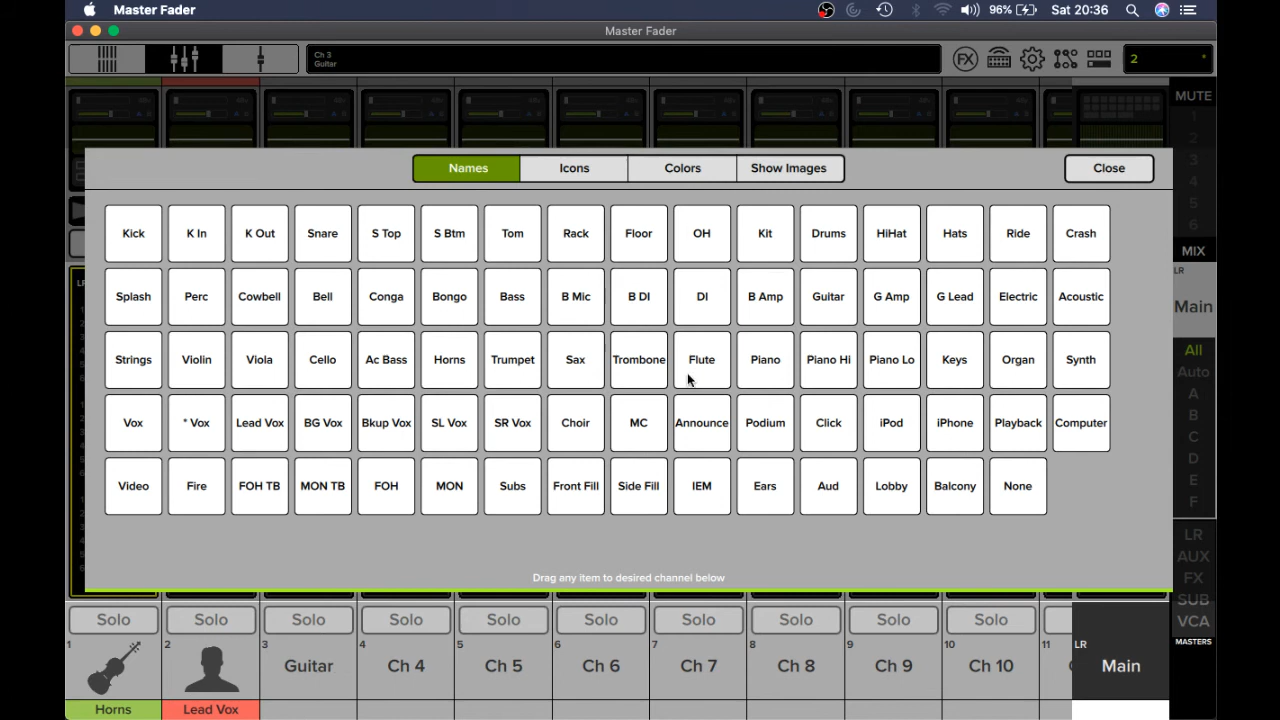 Master Fader
96%
Sat 20:36
Master Fader
Ch 3
Guitar
FX
2
*
MUTE
1
2
3
4
5
6
MIX
LR
Main
All
Auto
A
B
C
D
E
F
LR
AUX
FX
SUB
VCA
MASTERS
Names
Icons
Colors
Show Images
Close
Kick
K In
K Out
Snare
S Top
S Btm
Tom
Rack
Floor
OH
Kit
Drums
HiHat
Hats
Ride
Crash
Splash
Perc
Cowbell
Bell
Conga
Bongo
Bass
B Mic
B DI
DI
B Amp
Guitar
G Amp
G Lead
Electric
Acoustic
Strings
Violin
Viola
Cello
Ac Bass
Horns
Trumpet
Sax
Trombone
Flute
Piano
Piano Hi
Piano Lo
Keys
Organ
Synth
Vox
* Vox
Lead Vox
BG Vox
Bkup Vox
SL Vox
SR Vox
Choir
MC
Announce
Podium
Click
iPod
iPhone
Playback
Computer
Video
Fire
FOH TB
MON TB
FOH
MON
Subs
Front Fill
Side Fill
IEM
Ears
Aud
Lobby
Balcony
None
Drag any item to desired channel below
Solo
Solo
Solo
Solo
Solo
Solo
Solo
Solo
Solo
Solo
1
Horns
2
Lead Vox
3
Guitar
4
Ch 4
5
Ch 5
6
Ch 6
7
Ch 7
8
Ch 8
9
Ch 9
10
Ch 10
11
LR
Main